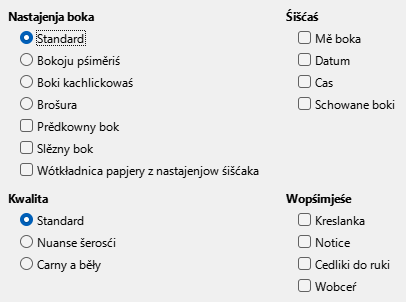 Nastajenja boka
Standard
Bokoju pśiměriś
Boki kachlickowaś
Brošura
Prědkowny bok
Slězny bok
Wótkładnica papjery z nastajenjow śišćaka
Kwalita
Standard
Nuanse šerosći
Carny a běły
Śišćaś
Mě boka
Datum
Cas
Schowane boki
Wopśimjeśe
Kreslanka
Notice
Cedliki do ruki
Wobceŕ